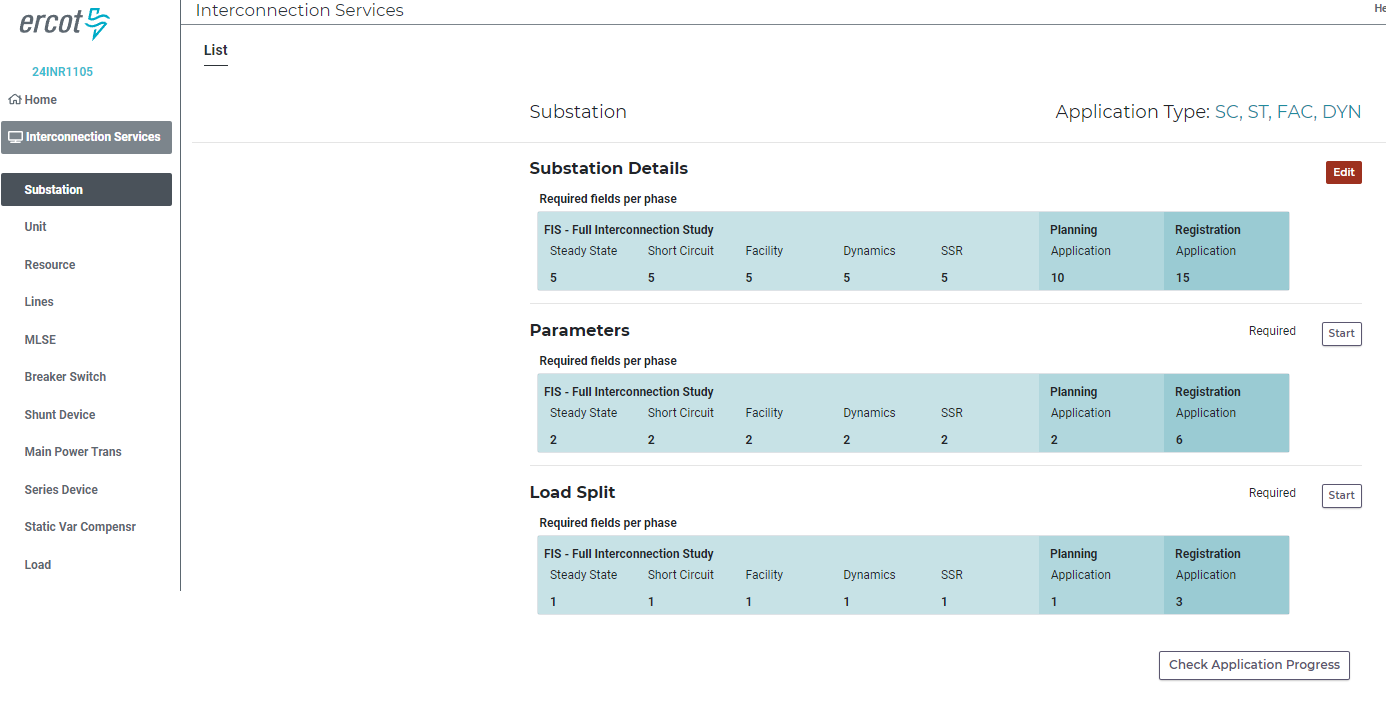 ercot
Interconnection Services
He
24INR1105
Home
Interconnection Services
Substation
Unit
Resource
Lines
MLSE
Breaker Switch
Shunt Device
Main Power Trans
Series Device
Static Var Compensr
Load
List
Substation
Application Type: SC, ST, FAC, DYN
Substation Details
Edit
Required fields per phase
FIS - Full Interconnection Study Planning Registration
Steady State Short Circuit Facility Dynamics SSR Application Application
5 5 5 5 5 10 15
Parameters
Required Start
Required fields per phase
FIS - Full Interconnection Study Planning Registration
Steady State Short Circuit Facility Dynamics SSR Application Application
2 2 2 2 2 2 6
Load Split
Required Start
Required fields per phase
FIS - Full Interconnection Study Planning Registration
Steady State Short Circuit Facility Dynamics SSR Application Application
1 1 1 1 1 1 3
Check Application Progress